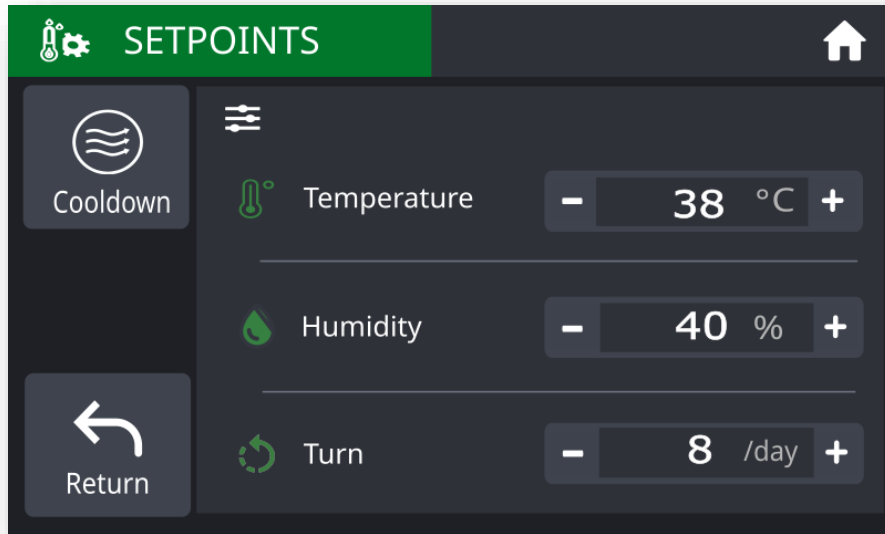 SETPOINTS
Cooldown
Temperature
- 38 °C +
Humidity
- 40 % +
Turn
- 8 /day +
Return